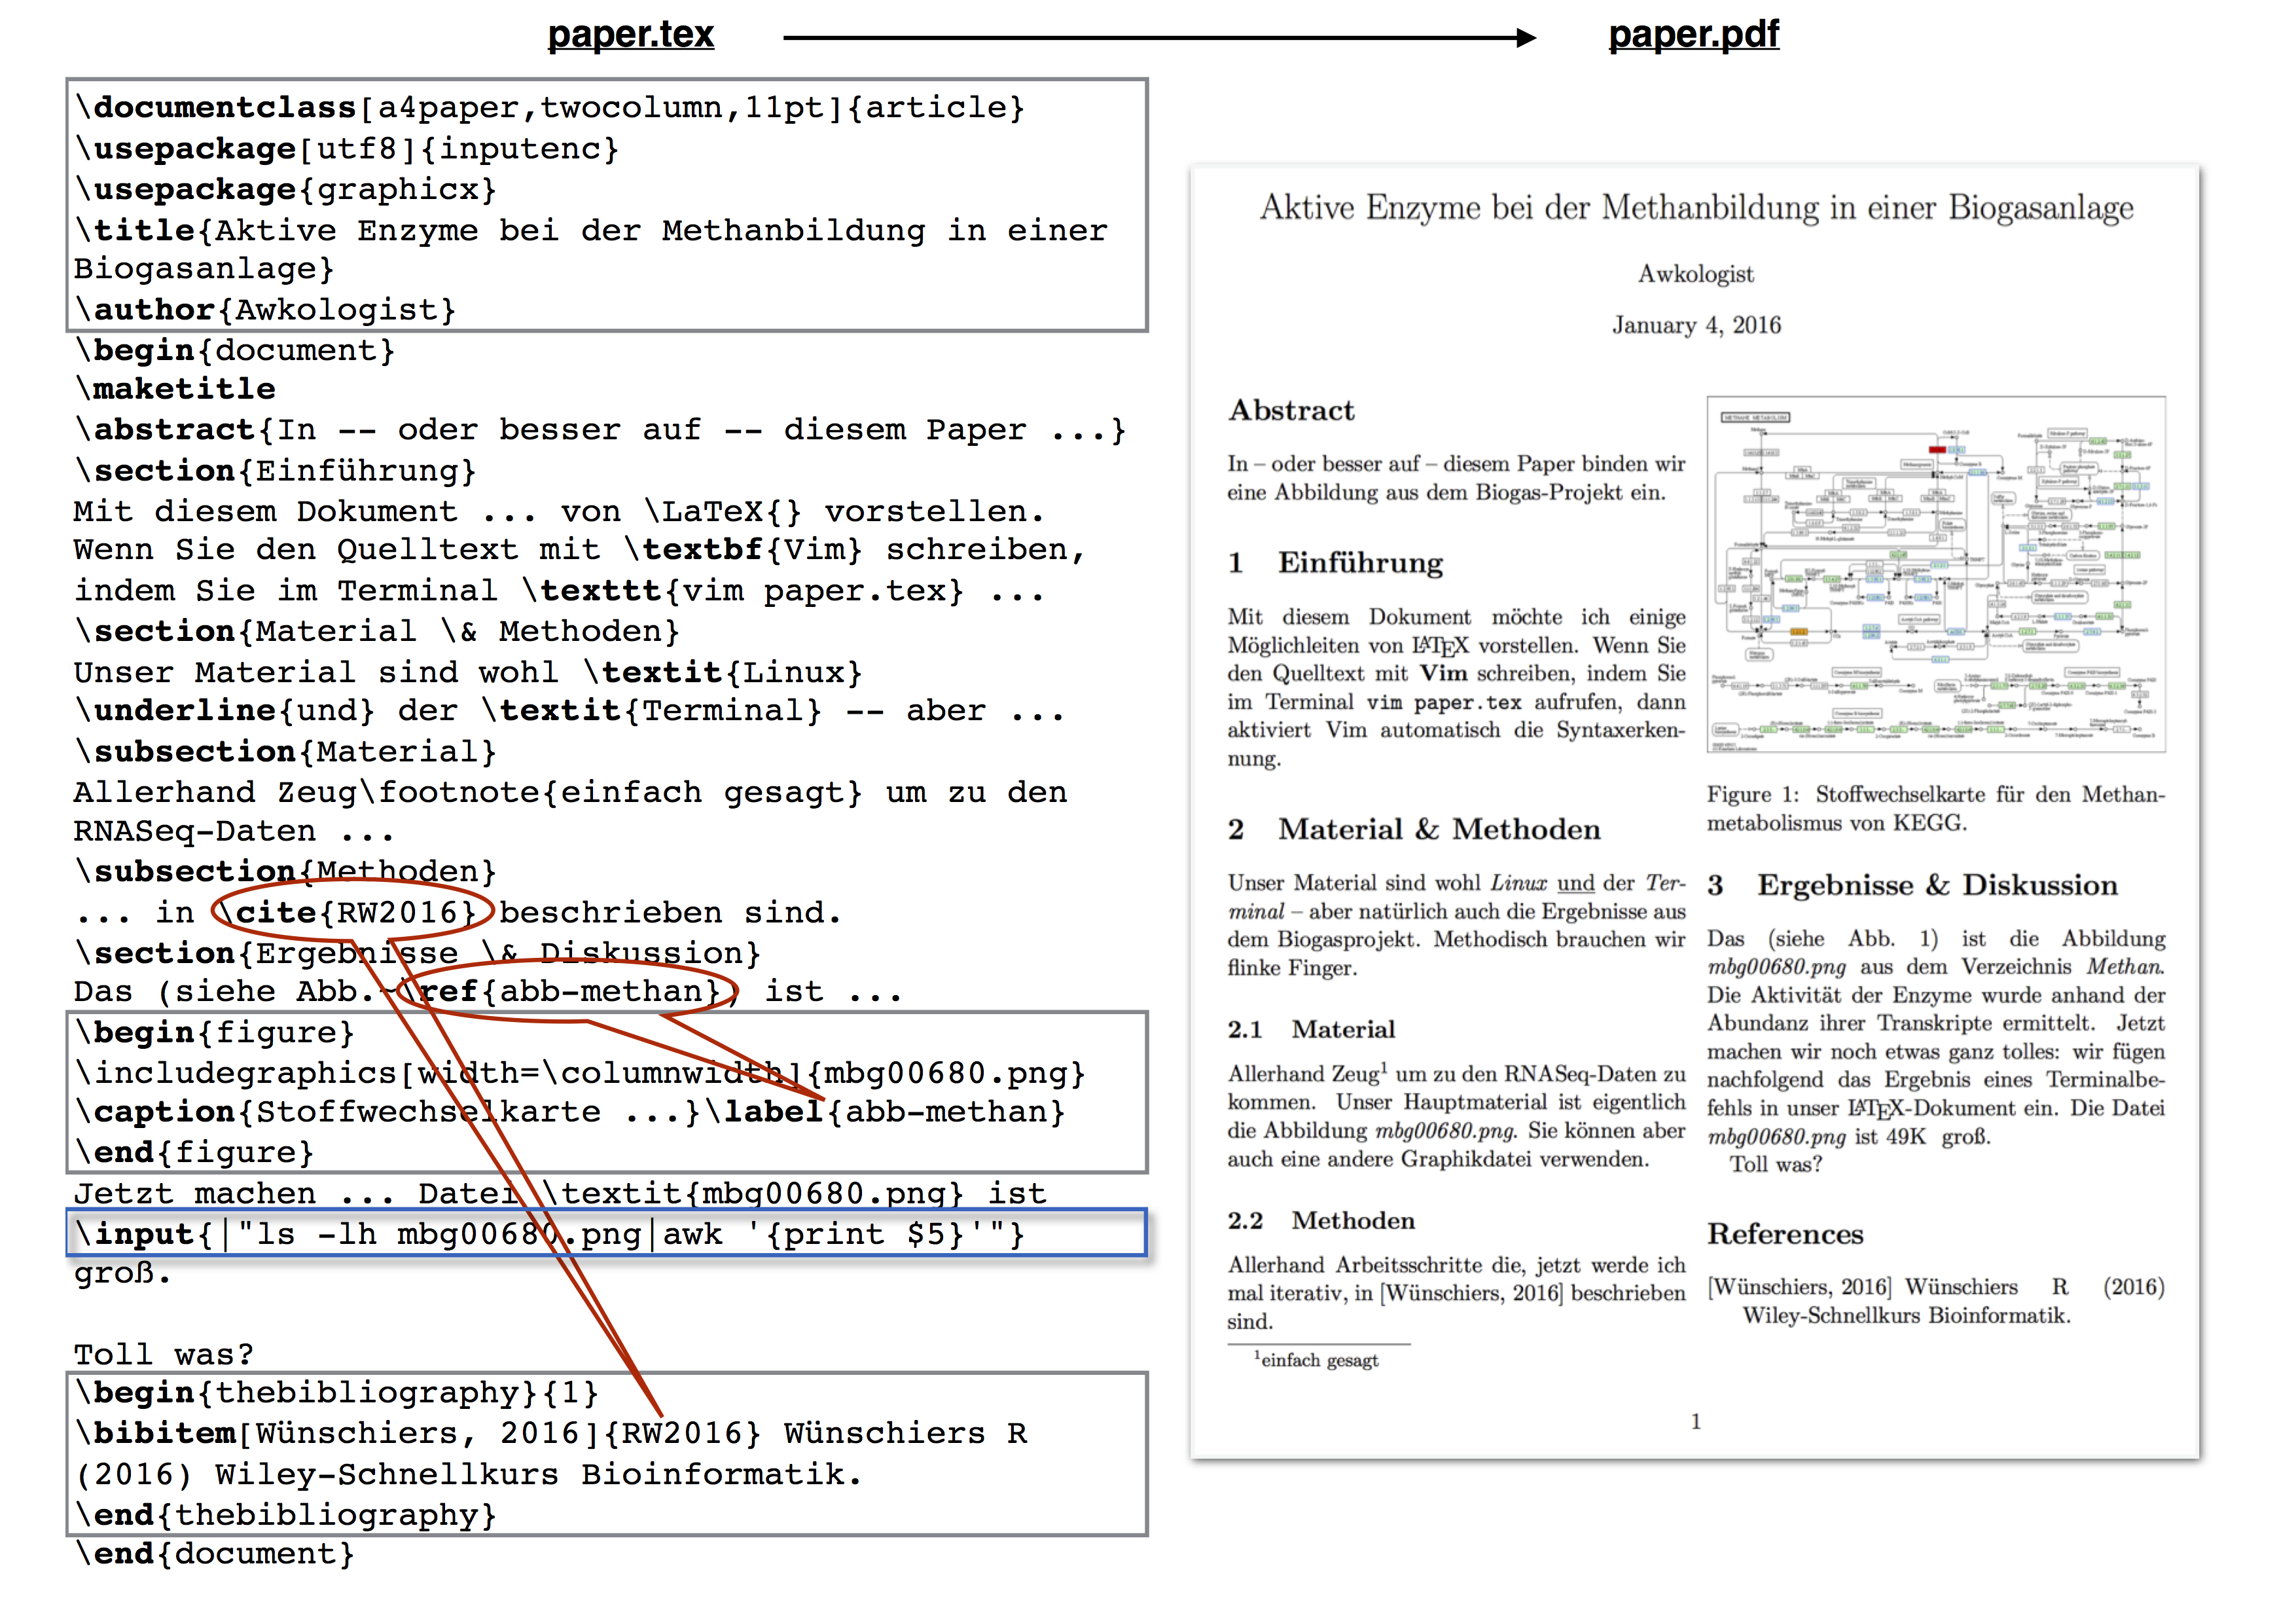 paper.tex
paper.pdf
\documentclass[a4paper,twocolumn,11pt]{article}
\usepackage[utf8]{inputenc}
\usepackage{graphicx}
\title{Aktive Enzyme bei der Methanbildung in einer
Biogasanlage}
\author{Awkologist}
\begin{document}
\maketitle
\abstract{In -- oder besser auf -- diesem Paper ...}
\section{Einführung}
Mit diesem Dokument ... von \LaTeX{} vorstellen.
Wenn Sie den Quelltext mit \textbf{Vim} schreiben,
indem Sie im Terminal \texttt{vim paper.tex} ...
\section{Material \& Methoden}
Unser Material sind wohl \textit{Linux}
\underline{und} der \textit{Terminal} -- aber ...
\subsection{Material}
Allerhand Zeug\footnote{einfach gesagt} um zu den
RNASeq-Daten ...
\subsection{Methoden}
... in \cite{RW2016} beschrieben sind.
\section{Ergebnisse \& Diskussion}
Das (siehe Abb.~\ref{abb-methan}) ist ...
\begin{figure}
\includegraphics[width=\columnwidth]{mbg00680.png}
\caption{Stoffwechselkarte ...}\label{abb-methan}
\end{figure}
Jetzt machen ... Datei \textit{mbg00680.png} ist
\input{|"ls -lh mbg00680.png|awk '{print $5}'"}
groß.
Toll was?
\begin{thebibliography}{1}
\bibitem[Wünschiers, 2016]{RW2016} Wünschiers R
(2016) Wiley-Schnellkurs Bioinformatik.
\end{thebibliography}
\end{document}
Aktive Enzyme bei der Methanbildung in einer Biogasanlage
Awkologist
January 4, 2016
Abstract
In – oder besser auf – diesem Paper binden wir
eine Abbildung aus dem Biogas-Projekt ein.
1 Einführung
Mit diesem Dokument möchte ich einige
Möglichleiten von LATEX vorstellen. Wenn Sie
den Quelltext mit Vim schreiben, indem Sie
im Terminal vim paper.tex aufrufen, dann
aktiviert Vim automatisch die Syntaxerken-
nung.
2 Material & Methoden
Unser Material sind wohl Linux und der Ter-
minal – aber natürlich auch die Ergebnisse aus
dem Biogasprojekt. Methodisch brauchen wir
flinke Finger.
2.1 Material
Allerhand Zeug1 um zu den RNASeq-Daten zu
kommen. Unser Hauptmaterial ist eigentlich
die Abbildung mbg00680.png. Sie können aber
auch eine andere Graphikdatei verwenden.
2.2 Methoden
Allerhand Arbeitsschritte die, jetzt werde ich
mal iterativ, in [Wünschiers, 2016] beschrieben
sind.
1einfach gesagt
METHANE METABOLISM
Figure 1: Stoffwechselkarte für den Methan-
metabolismus von KEGG.
3 Ergebnisse & Diskussion
Das (siehe Abb. 1) ist die Abbildung
mbg00680.png aus dem Verzeichnis Methan.
Die Aktivität der Enzyme wurde anhand der
Abundanz ihrer Transkripte ermittelt. Jetzt
machen wir noch etwas ganz tolles: wir fügen
nachfolgend das Ergebnis eines Terminalbe-
fehls in unser LATEX-Dokument ein. Die Datei
mbg00680.png ist 49K groß.
Toll was?
References
[Wünschiers, 2016] Wünschiers R (2016)
Wiley-Schnellkurs Bioinformatik.
1